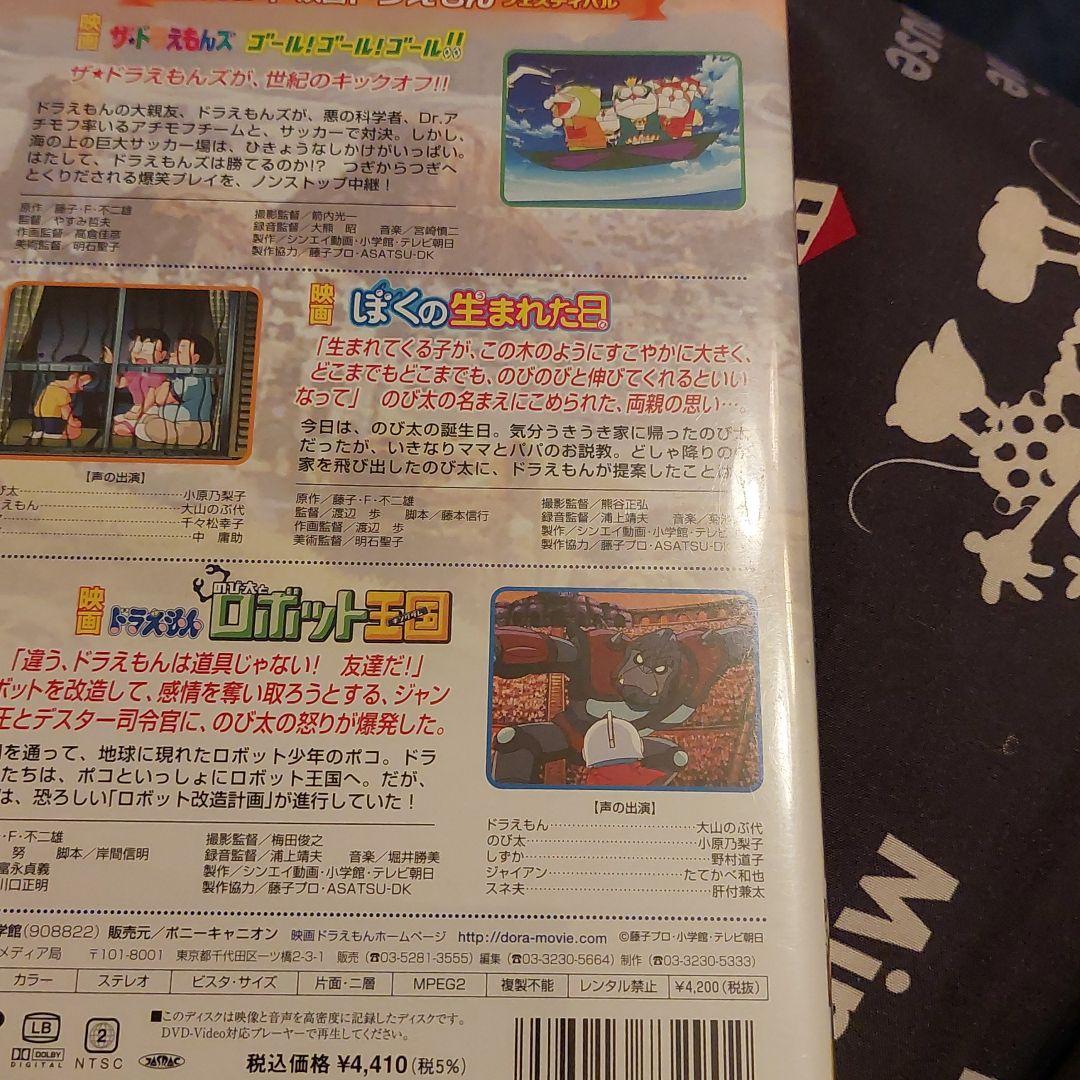 映画ドラえもん フェスティバル
映画 ザ・ドラえもんズ ゴール!ゴール!ゴール!!
ザ★ドラえもんズが、世紀のキックオフ!!
ドラえもんの大親友、ドラえもんズが、悪の科学者、Dr.ア
チモフ率いるアチモフチームと、サッカーで対決。しかし、
海の上の巨大サッカー場は、ひきょうなしかけがいっぱい。
はたして、ドラえもんズは勝てるのか!? つぎからつぎへ
とくりだされる爆笑プレイを、ノンストップ中継!
原作/藤子・F・不二雄
監督/やすみ哲夫
作画監督/高倉佳彦
美術監督/明石聖子
撮影監督/箭内光一
録音監督/大熊 昭 音楽/宮崎慎二
製作/シンエイ動画・小学館・テレビ朝日
製作協力/藤子プロ・ASATSU-DK
映画 ぼくの生まれた日
「生まれてくる子が、この木のようにすこやかに大きく、
どこまでもどこまでも、のびのびと伸びてくれるといい
なって」 のび太の名まえにこめられた、両親の思い…。
今日は、のび太の誕生日。気分うきうき家に帰ったのび太
だったが、いきなりママとパパのお説教。どしゃ降りの
家を飛び出したのび太に、ドラえもんが提案したことは
【声の出演】
び太……小原乃梨子
えもん……大山のぶ代
……千々松幸子
……中 庸助
原作/藤子・F・不二雄
監督/渡辺 歩 脚本/藤本信行
作画監督/渡辺 歩
美術監督/明石聖子
撮影監督/熊谷正弘
録音監督/浦上靖夫 音楽/菊池
製作/シンエイ動画・小学館・テレビ
製作協力/藤子プロ・ASATSU-DK
映画 ドラえもん のび太とロボット王国
「違う、ドラえもんは道具じゃない! 友達だ!」
ボットを改造して、感情を奪い取ろうとする、ジャン
王とデスター司令官に、のび太の怒りが爆発した。
を通って、地球に現れたロボット少年のポコ。ドラ
たちは、ポコといっしょにロボット王国へ。だが、
は、恐ろしい「ロボット改造計画」が進行していた!
・F・不二雄
努 脚本/岸間信明
富永貞義
川口正明
撮影監督/梅田俊之
録音監督/浦上靖夫 音楽/堀井勝美
製作/シンエイ動画・小学館・テレビ朝日
製作協力/藤子プロ・ASATSU-DK
【声の出演】
ドラえもん……大山のぶ代
のび太……小原乃梨子
しずか……野村道子
ジャイアン……たてかべ和也
スネ夫……肝付兼太
学館(908822) 販売元/ポニーキャニオン 映画ドラえもんホームページ http://dora-movie.com ©藤子プロ・小学館・テレビ朝日
メディア局 〒101-8001 東京都千代田区一ツ橋2-3-1 販売(☎03-5281-3555) 編集(☎03-3230-5664) 制作(☎03-3230-5333)
カラー ステレオ ビスタ・サイズ 片面・二層 MPEG2 複製不能 レンタル禁止 ¥4,200(税抜)
■このディスクは映像と音声を高密度に記録したディスクです。
DVD-Video対応プレーヤーで再生してください。
LB
DOLBY
DIGITAL
2
NTSC
JASRAC
税込価格 ¥4,410(税5%)
use
Min